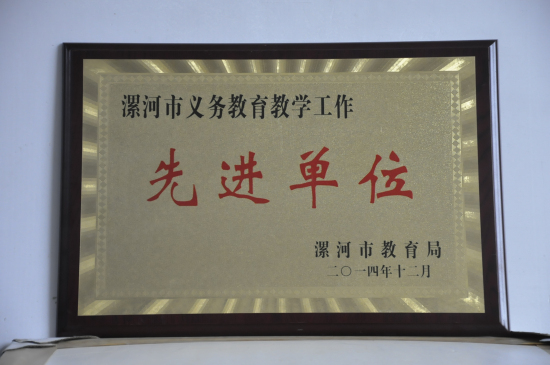 漯河市义务教育教学工作
先进单位
漯河市教育局
二〇一四年十二月